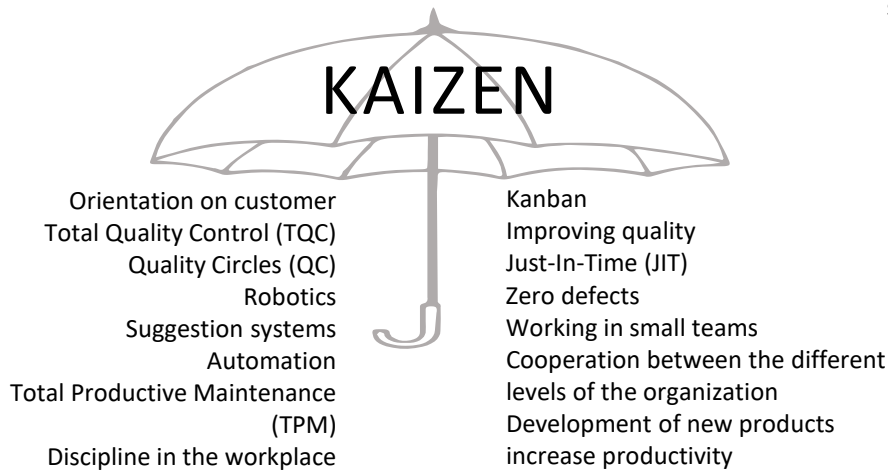 KAIZEN
Orientation on customer
Total Quality Control (TQC)
Quality Circles (QC)
Robotics
Suggestion systems
Automation
Total Productive Maintenance
(TPM)
Discipline in the workplace
Kanban
Improving quality
Just-In-Time (JIT)
Zero defects
Working in small teams
Cooperation between the different
levels of the organization
Development of new products
increase productivity